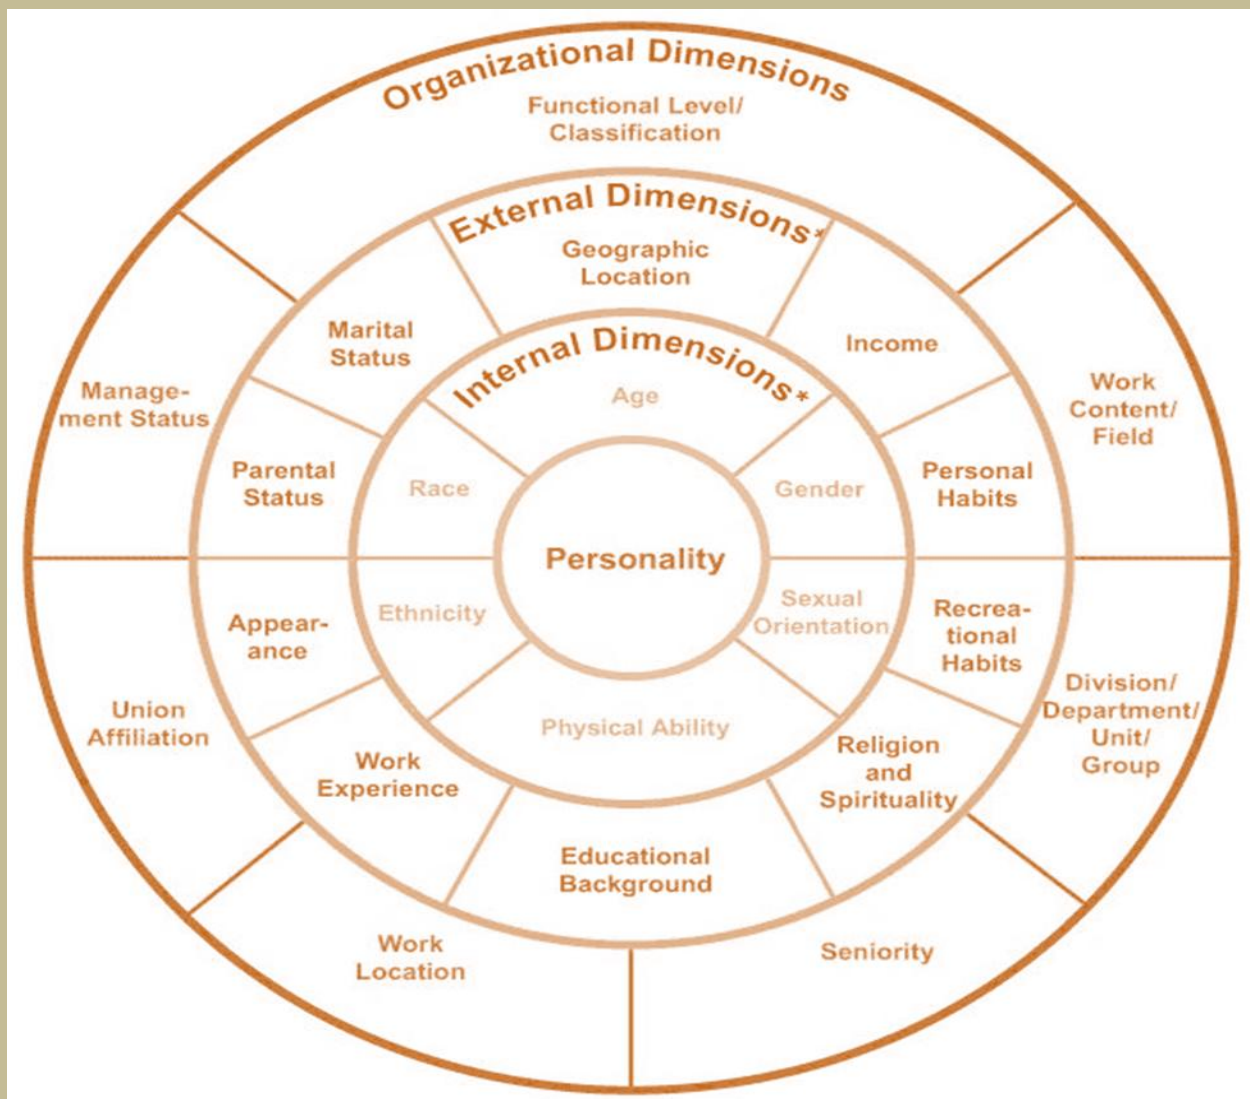 Organizational Dimensions
Functional Level/
Classification
External Dimensions*
Geographic
Location
Marital
Status
Income
Internal Dimensions*
Age
Manage-
ment Status
Work
Content/
Field
Parental
Status
Race
Gender
Personal
Habits
Personality
Appear-
ance
Ethnicity
Sexual
Orientation
Recrea-
tional
Habits
Union
Affiliation
Division/
Department/
Unit/
Group
Physical Ability
Work
Experience
Religion
and
Spirituality
Educational
Background
Work
Location
Seniority